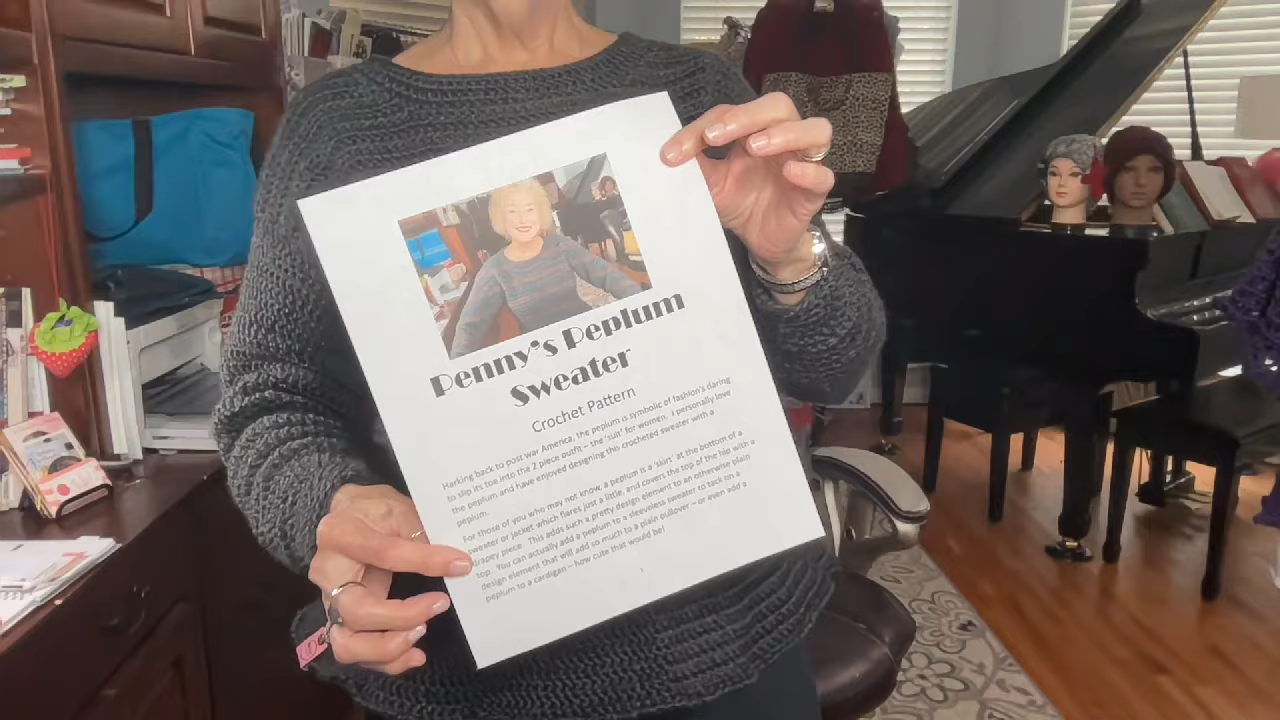 Penny's Peplum
Sweater
Crochet Pattern
Harking back to post war America, the peplum is symbolic of fashion's daring
to slip its toe into the 2 piece outfit – the 'suit' for women. I personally love
the peplum and have enjoyed designing this crocheted sweater with a
peplum.
For those of you who may not know, a peplum is a 'skirt' at the bottom of a
sweater or jacket which flares just a little, and covers the top of the hip with a
drapey piece. This adds such a pretty design element to an otherwise plain
top. You can actually add a peplum to a sleeveless sweater to tack on a
design element that will add so much to a plain pullover – or even add a
peplum to a cardigan – how cute that would be!
1